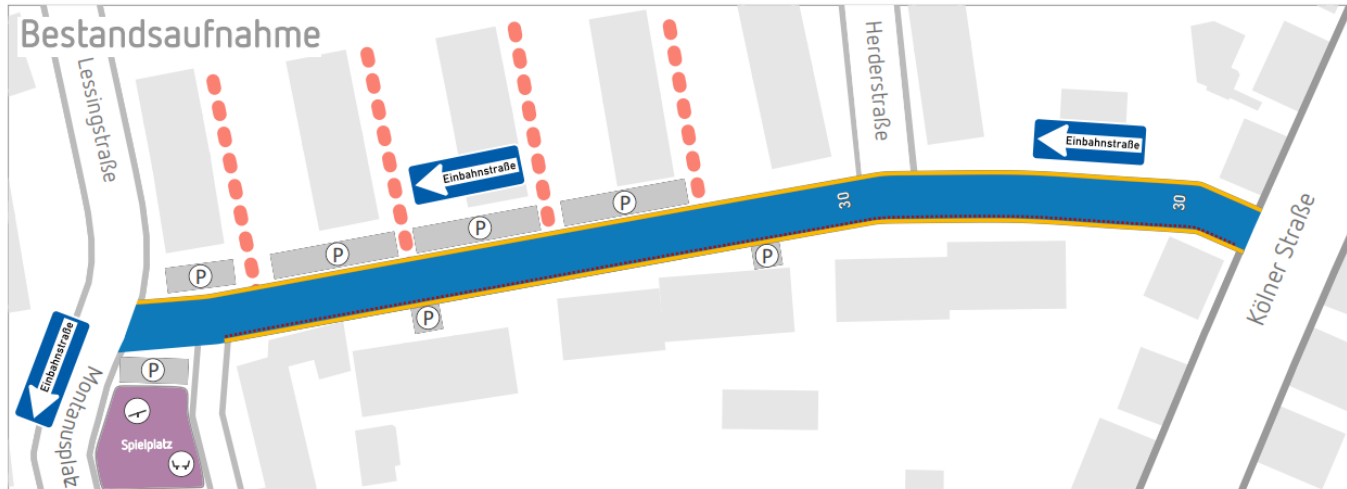 Bestandsaufnahme
Lessingstraße
Herderstraße
Einbahnstraße
Einbahnstraße
30
30
P
P
P
P
P
P
Kölner Straße
Einbahnstraße
P
Montanusplatz
Spielplatz